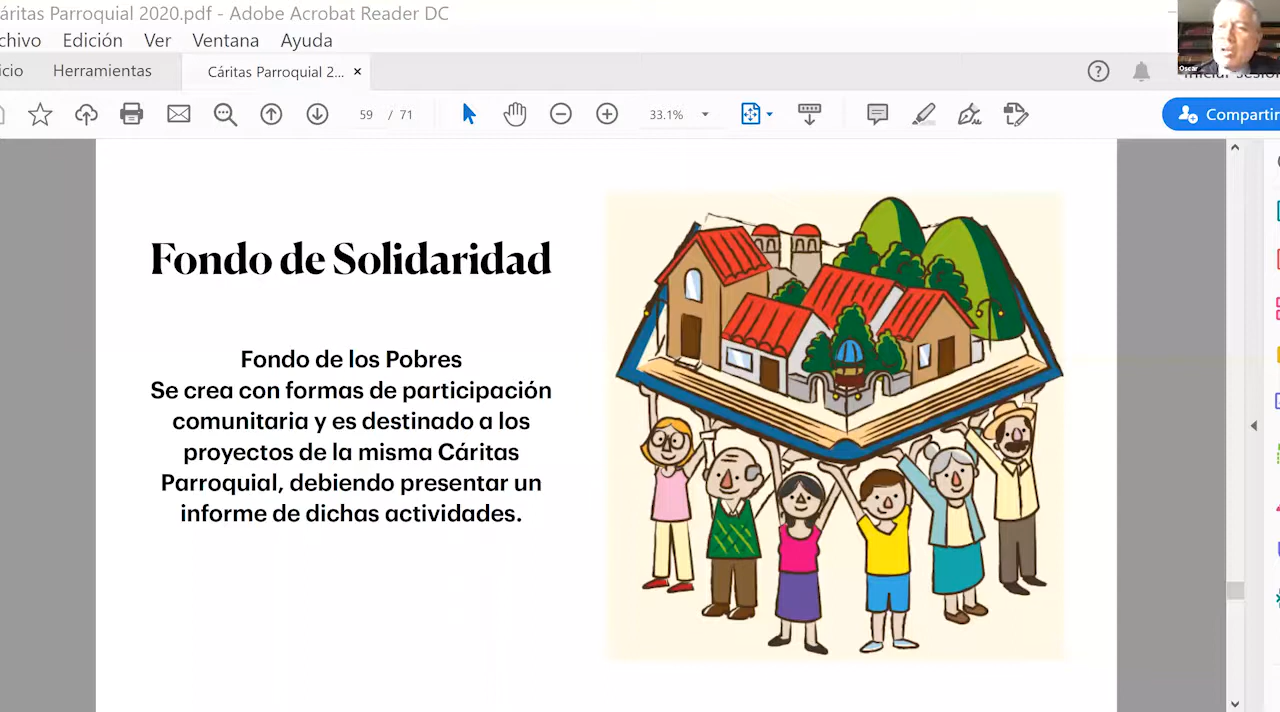 áritas Parroquial 2020.pdf - Adobe Acrobat Reader DC
chivo Edición Ver Ventana Ayuda
icio Herramientas Cáritas Parroquial 2... ×
59 / 71 33.1% Compartir
Oscar
Fondo de Solidaridad
Fondo de los Pobres
Se crea con formas de participación
comunitaria y es destinado a los
proyectos de la misma Cáritas
Parroquial, debiendo presentar un
informe de dichas actividades.